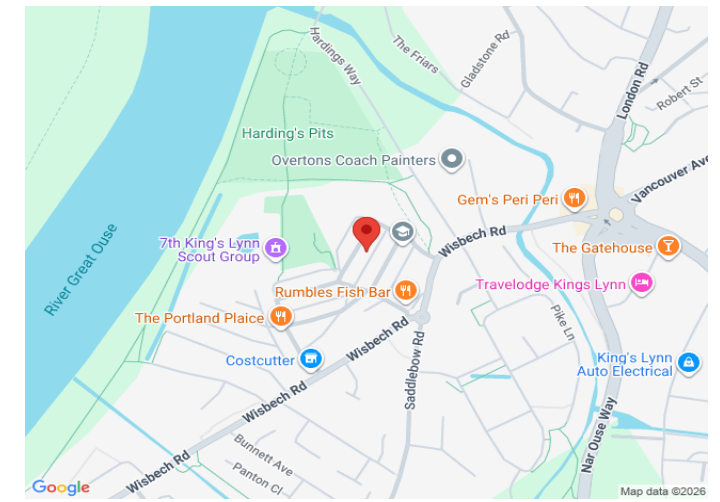 Hardings Way
The Friars
Gladstone Rd
London Rd
Robert St
Harding's Pits
Overtons Coach Painters
Vancouver Ave
Gem's Peri Peri
River Great Ouse
7th King's Lynn
Scout Group
Wisbech Rd
The Gatehouse
Travelodge Kings Lynn
Rumbles Fish Bar
The Portland Plaice
Pike Ln
Wisbech Rd
Saddlebow Rd
Costcutter
King's Lynn
Auto Electrical
Wisbech Rd
Nar Ouse Way
Bunnett Ave
Panton Cl
Wisbech Rd
Google
Map data ©2026